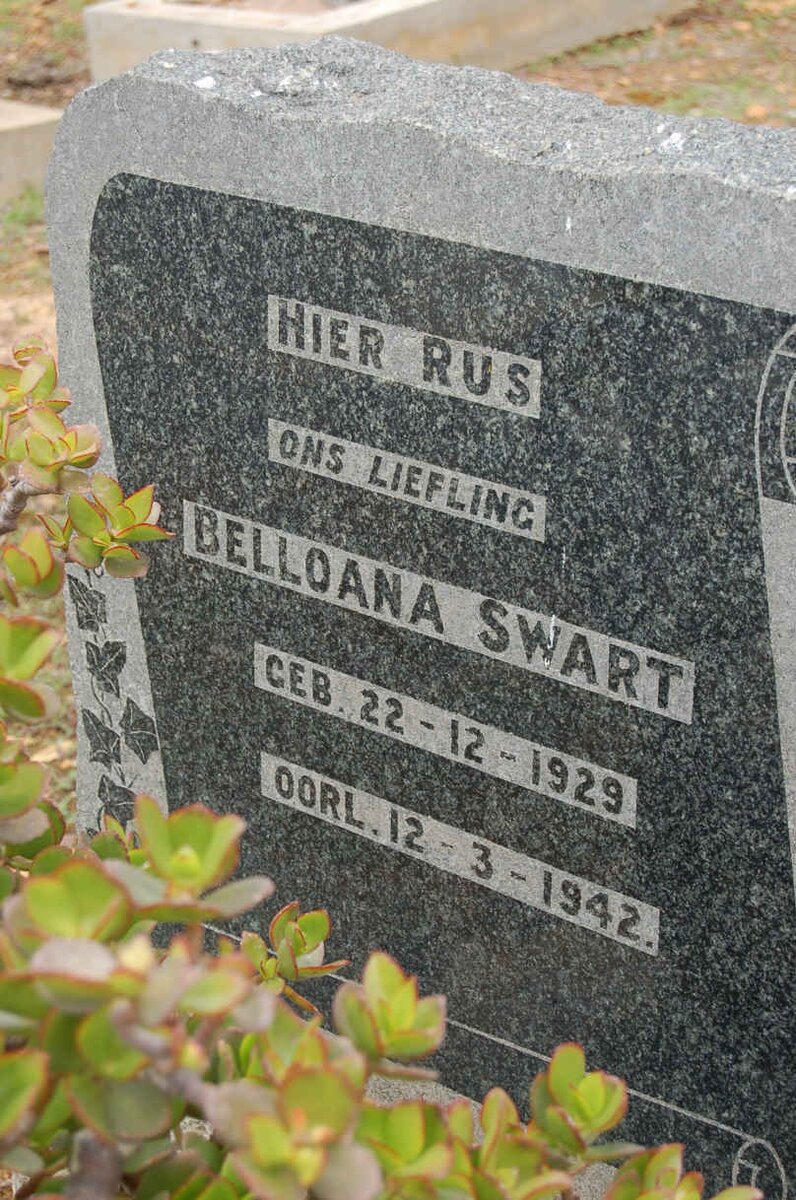 HIER RUS
ONS LIEFLING
BELLOANA SWART
GEB. 22-12-1929
OORL. 12-3-1942.